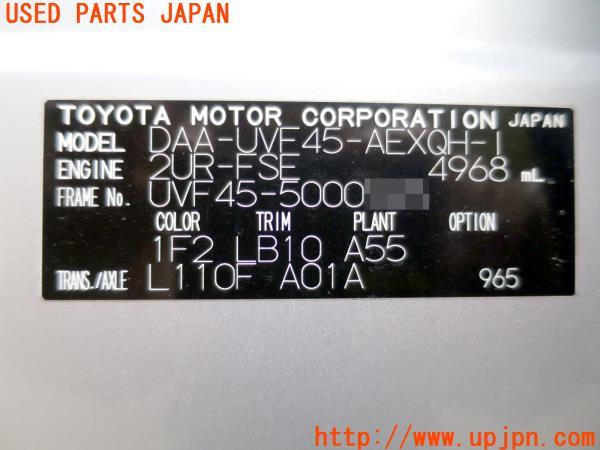 USED PARTS JAPAN
TOYOTA MOTOR CORPORATION JAPAN
MODEL DAA-UVF45-AEXQH-1
ENGINE 2UR-FSE 4968 mL
FRAME No. UVF45-5000
COLOR TRIM PLANT OPTION
1F2 LB10 A55
TRANS./AXLE L110F A01A 965
http://www.upjpn.com/